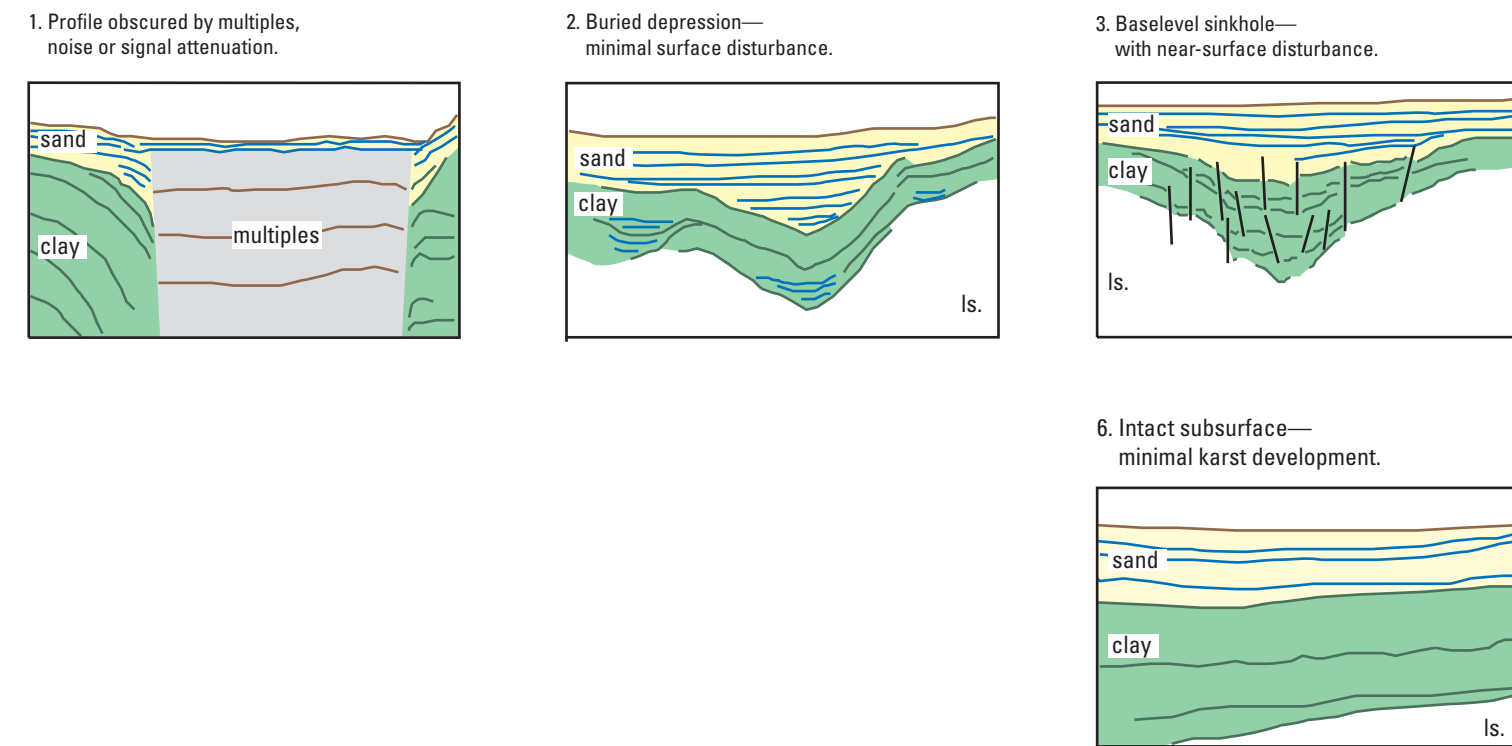 1. Profile obscured by multiples,
noise or signal attenuation.
sand
clay
multiples
2. Buried depression—
minimal surface disturbance.
sand
clay
ls.
3. Baselevel sinkhole—
with near-surface disturbance.
sand
clay
ls.
6. Intact subsurface—
minimal karst development.
sand
clay
ls.